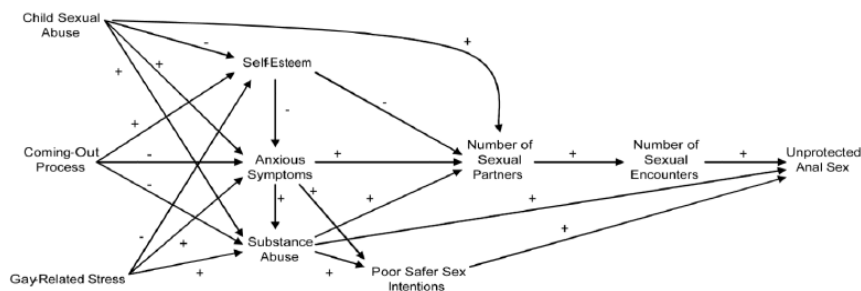 Child Sexual
Abuse
+
-
Self-Esteem
+
+
+
-
-
Coming-Out
Process
-
Anxious
Symptoms
+
Number of
Sexual
Partners
+
Number of
Sexual
Encounters
+
Unprotected
Anal Sex
-
+
+
+
+
-
+
Substance
Abuse
+
Gay-Related Stress
+
+
Poor Safer Sex
Intentions